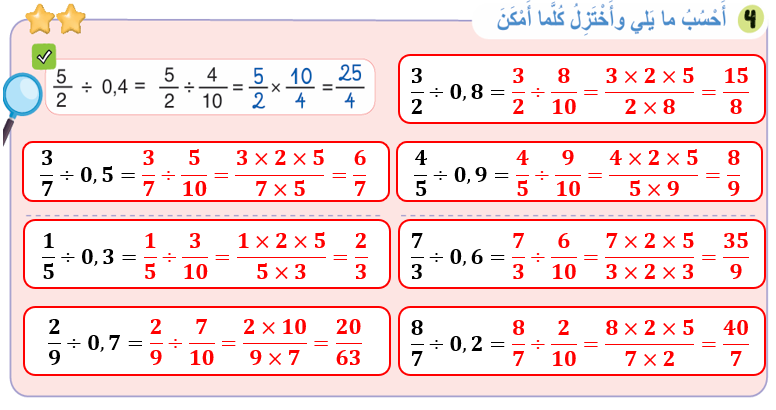 4 أَحْسُبُ ما يَلي وأَخْتَزِلُ كُلَّما أَمْكَنَ
5/2 ÷ 0,4 = 5/2 ÷ 4/10 = 5/2 × 10/4 = 25/4
3/2 ÷ 0,8 = 3/2 ÷ 8/10 = (3 × 2 × 5)/(2 × 8) = 15/8
4/5 ÷ 0,9 = 4/5 ÷ 9/10 = (4 × 2 × 5)/(5 × 9) = 8/9
3/7 ÷ 0,5 = 3/7 ÷ 5/10 = (3 × 2 × 5)/(7 × 5) = 6/7
7/3 ÷ 0,6 = 7/3 ÷ 6/10 = (7 × 2 × 5)/(3 × 2 × 3) = 35/9
1/5 ÷ 0,3 = 1/5 ÷ 3/10 = (1 × 2 × 5)/(5 × 3) = 2/3
8/7 ÷ 0,2 = 8/7 ÷ 2/10 = (8 × 2 × 5)/(7 × 2) = 40/7
2/9 ÷ 0,7 = 2/9 ÷ 7/10 = (2 × 10)/(9 × 7) = 20/63